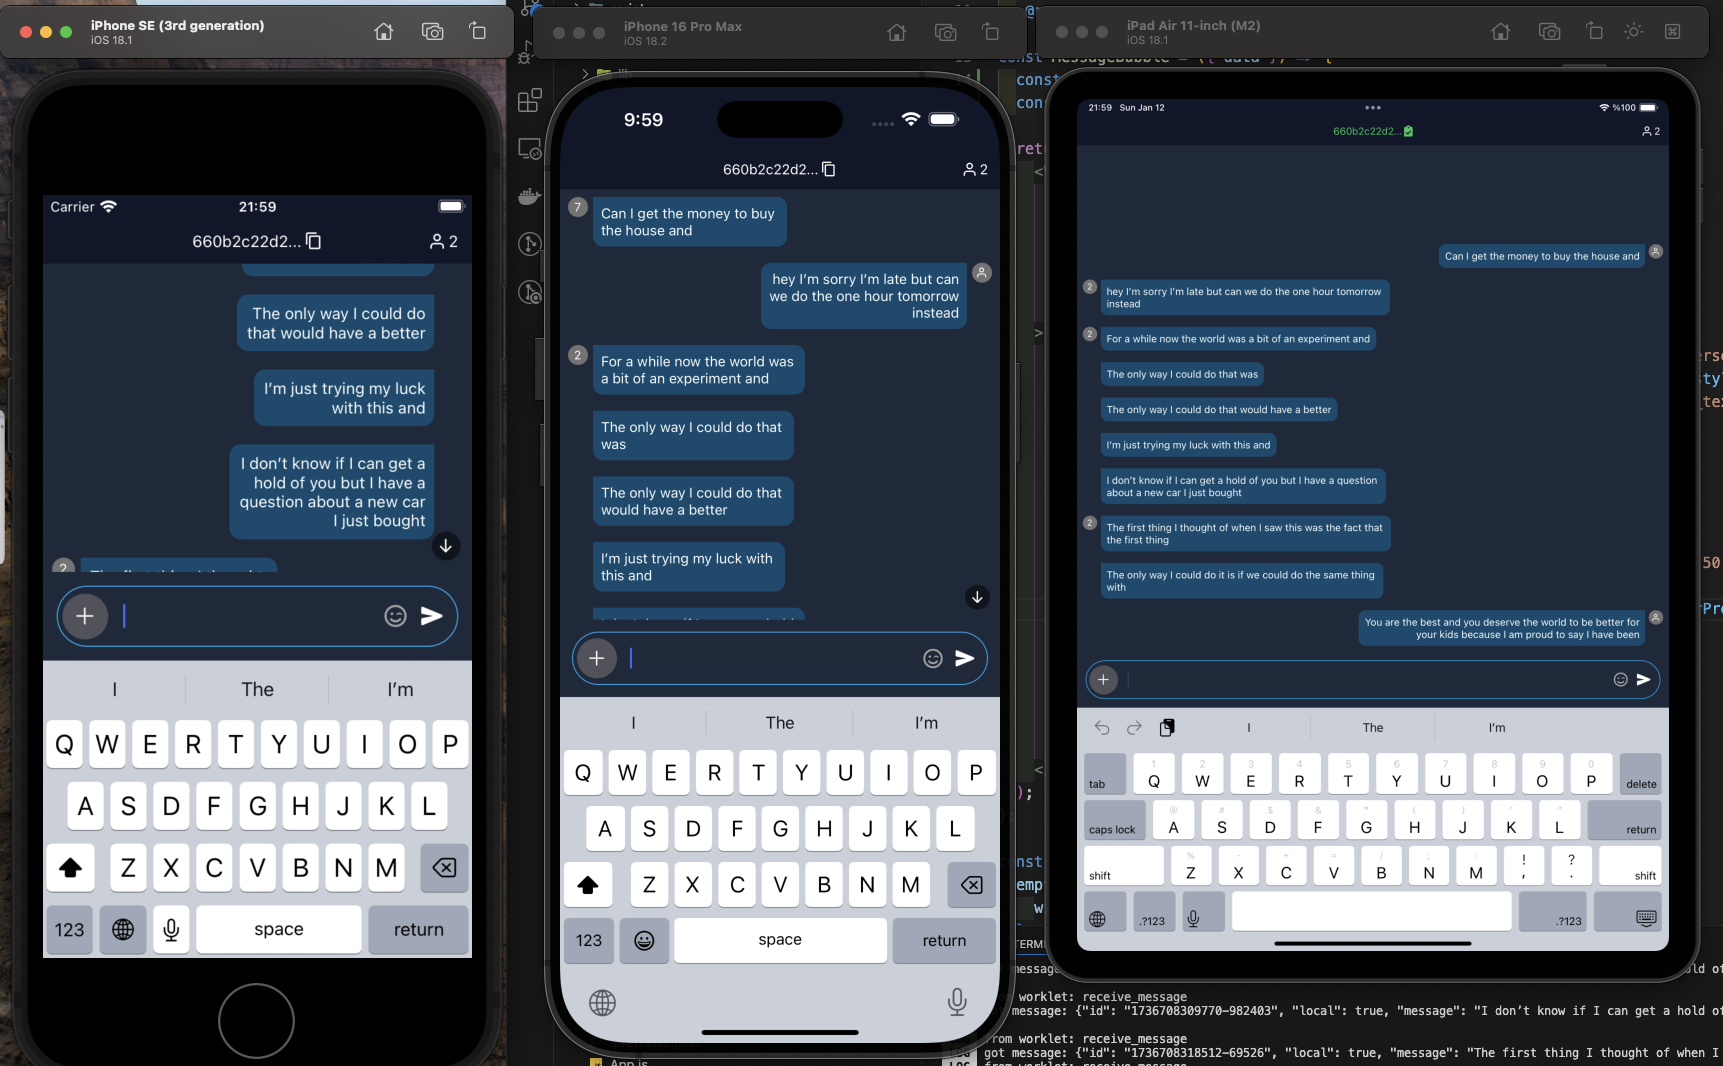 iPhone SE (3rd generation)
iOS 18.1
Carrier
21:59
660b2c22d2...
2
The only way I could do
that would have a better
I'm just trying my luck
with this and
I don't know if I can get a
hold of you but I have a
question about a new car
I just bought
2
I
The
I'm
Q W E R T Y U I O P
A S D F G H J K L
Z X C V B N M
123
space
return
iPhone 16 Pro Max
iOS 18.2
9:59
660b2c22d2...
2
7
Can I get the money to buy
the house and
hey I'm sorry I'm late but can
we do the one hour tomorrow
instead
2
For a while now the world was
a bit of an experiment and
The only way I could do that
was
The only way I could do that
would have a better
I'm just trying my luck with
this and
I
The
I'm
Q W E R T Y U I O P
A S D F G H J K L
Z X C V B N M
123
space
return
iPad Air 11-inch (M2)
iOS 18.1
21:59 Sun Jan 12
%100
660b2c22d2...
2
Can I get the money to buy the house and
2
hey I'm sorry I'm late but can we do the one hour tomorrow
instead
2
For a while now the world was a bit of an experiment and
The only way I could do that was
The only way I could do that would have a better
I'm just trying my luck with this and
I don't know if I can get a hold of you but I have a question
about a new car I just bought
2
The first thing I thought of when I saw this was the fact that
the first thing
The only way I could do it is if we could do the same thing
with
You are the best and you deserve the world to be better for
your kids because I am proud to say I have been
I
The
I'm
1 2 3 4 5 6 7 8 9 0
tab Q W E R T Y U I O P delete
@ # $ & * ( ) ' "
caps lock A S D F G H J K L return
% - + = / ; : ! ?
shift Z X C V B N M , . shift
.?123
.?123
const
con
ret
50
);
const
w
worklet: receive_message
message: {"id": "1736708309770-982403", "local": true, "message": "I don't know if I can get a hold of
rom worklet: receive_message
got message: {"id": "1736708318512-69526", "local": true, "message": "The first thing I thought of when I